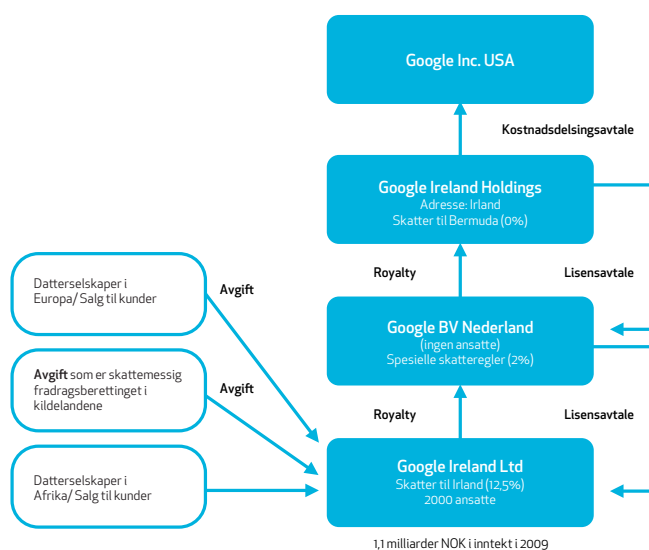 Google Inc. USA
Kostnadsdelsingsavtale
Google Ireland Holdings
Adresse: Irland
Skatter til Bermuda (0%)
Royalty
Lisensavtale
Datterselskaper i
Europa/ Salg til kunder
Avgift
Google BV Nederland
(ingen ansatte)
Spesielle skatteregler (2%)
Avgift som er skattemessig
fradragsberettinget i
kildelandene
Avgift
Royalty
Lisensavtale
Datterselskaper i
Afrika/ Salg til kunder
Google Ireland Ltd
Skatter til Irland (12,5%)
2000 ansatte
1,1 milliarder NOK i inntekt i 2009